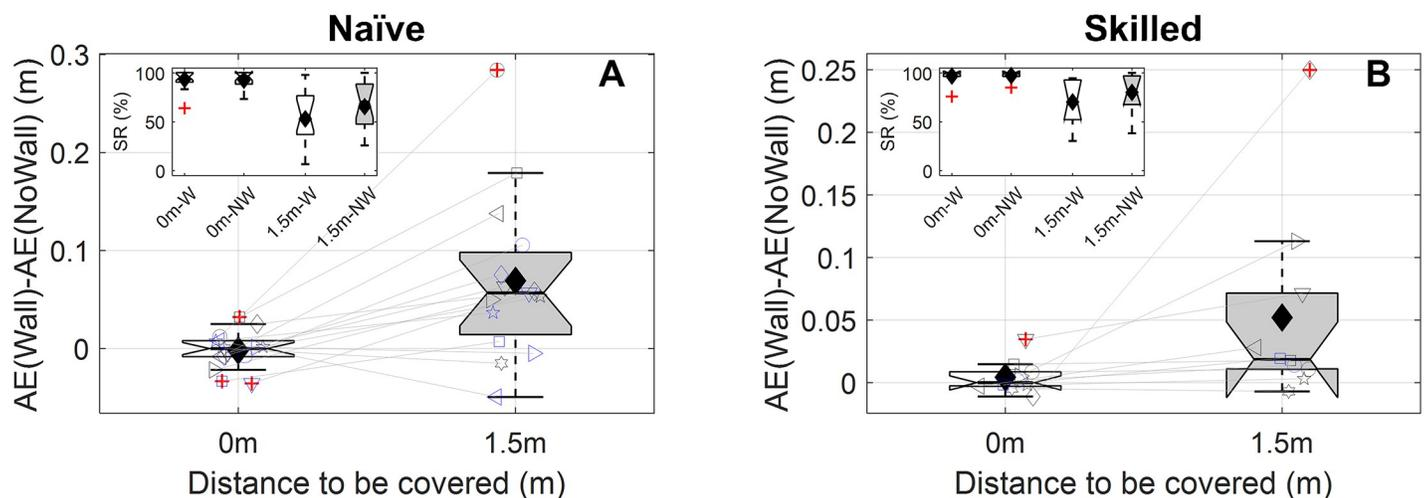 Naïve
AE(Wall)-AE(NoWall) (m)
0.3
0.2
0.1
0
A
SR (%)
100
50
0
0m-W
0m-NW
1.5m-W
1.5m-NW
0m
1.5m
Distance to be covered (m)
Skilled
AE(Wall)-AE(NoWall) (m)
0.25
0.2
0.15
0.1
0.05
0
B
SR (%)
100
50
0
0m-W
0m-NW
1.5m-W
1.5m-NW
0m
1.5m
Distance to be covered (m)